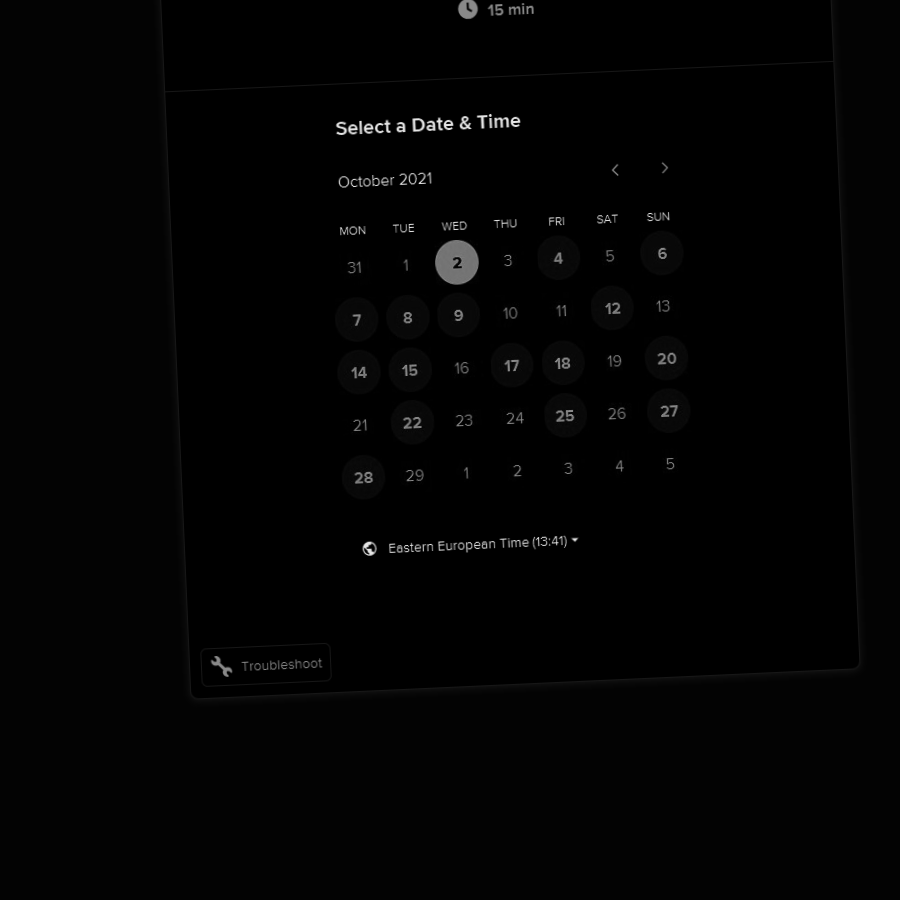 15 min
Select a Date & Time
October 2021
MON TUE WED THU FRI SAT SUN
31 1 2 3 4 5 6
7 8 9 10 11 12 13
14 15 16 17 18 19 20
21 22 23 24 25 26 27
28 29 1 2 3 4 5
Eastern European Time (13:41)
Troubleshoot